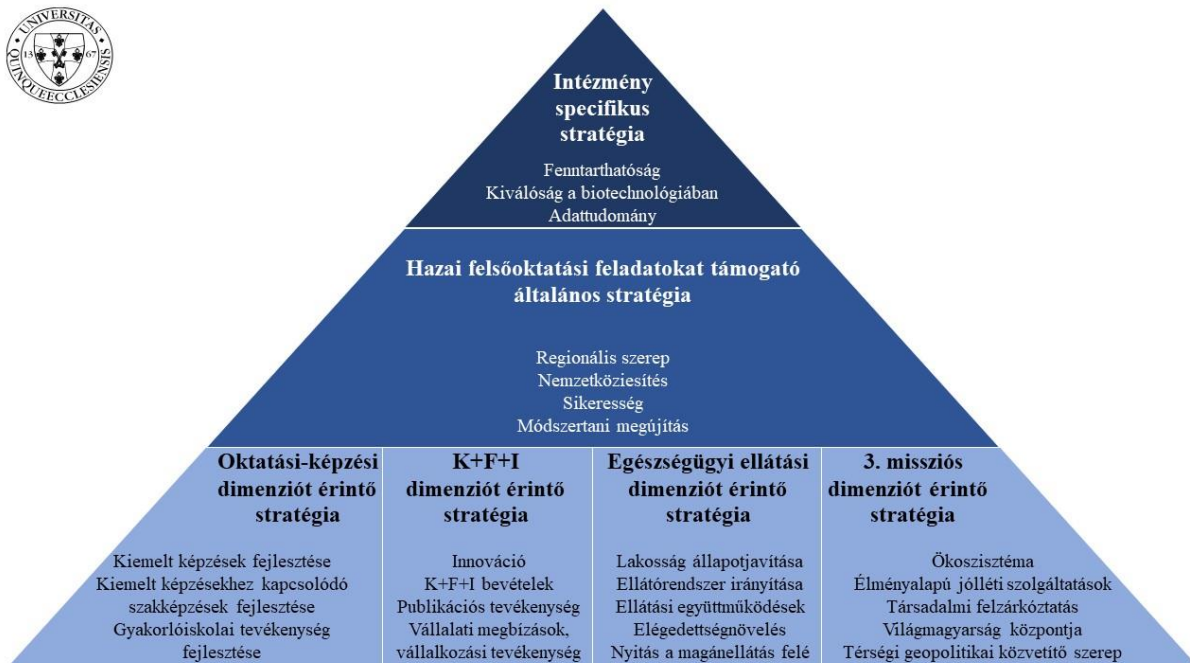 UNIVERSITAS
QUINQUEECCLESIENSIS
13 67
Intézmény
specifikus
stratégia
Fenntarthatóság
Kiválóság a biotechnológiában
Adattudomány
Hazai felsőoktatási feladatokat támogató
általános stratégia
Regionális szerep
Nemzetköziesítés
Sikeresség
Módszertani megújítás
Oktatási-képzési
dimenziót érintő
stratégia
Kiemelt képzések fejlesztése
Kiemelt képzésekhez kapcsolódó
szakképzések fejlesztése
Gyakorlóiskolai tevékenység
fejlesztése
K+F+I
dimenziót érintő
stratégia
Innováció
K+F+I bevételek
Publikációs tevékenység
Vállalati megbízások,
vállalkozási tevékenység
Egészségügyi ellátási
dimenziót érintő
stratégia
Lakosság állapotjavítása
Ellátórendszer irányítása
Ellátási együttműködések
Elégedettségnövelés
Nyitás a magánellátás felé
3. missziós
dimenziót érintő
stratégia
Ökoszisztéma
Élményalapú jólléti szolgáltatások
Társadalmi felzárkóztatás
Világmagyarság központja
Térségi geopolitikai közvetítő szerep